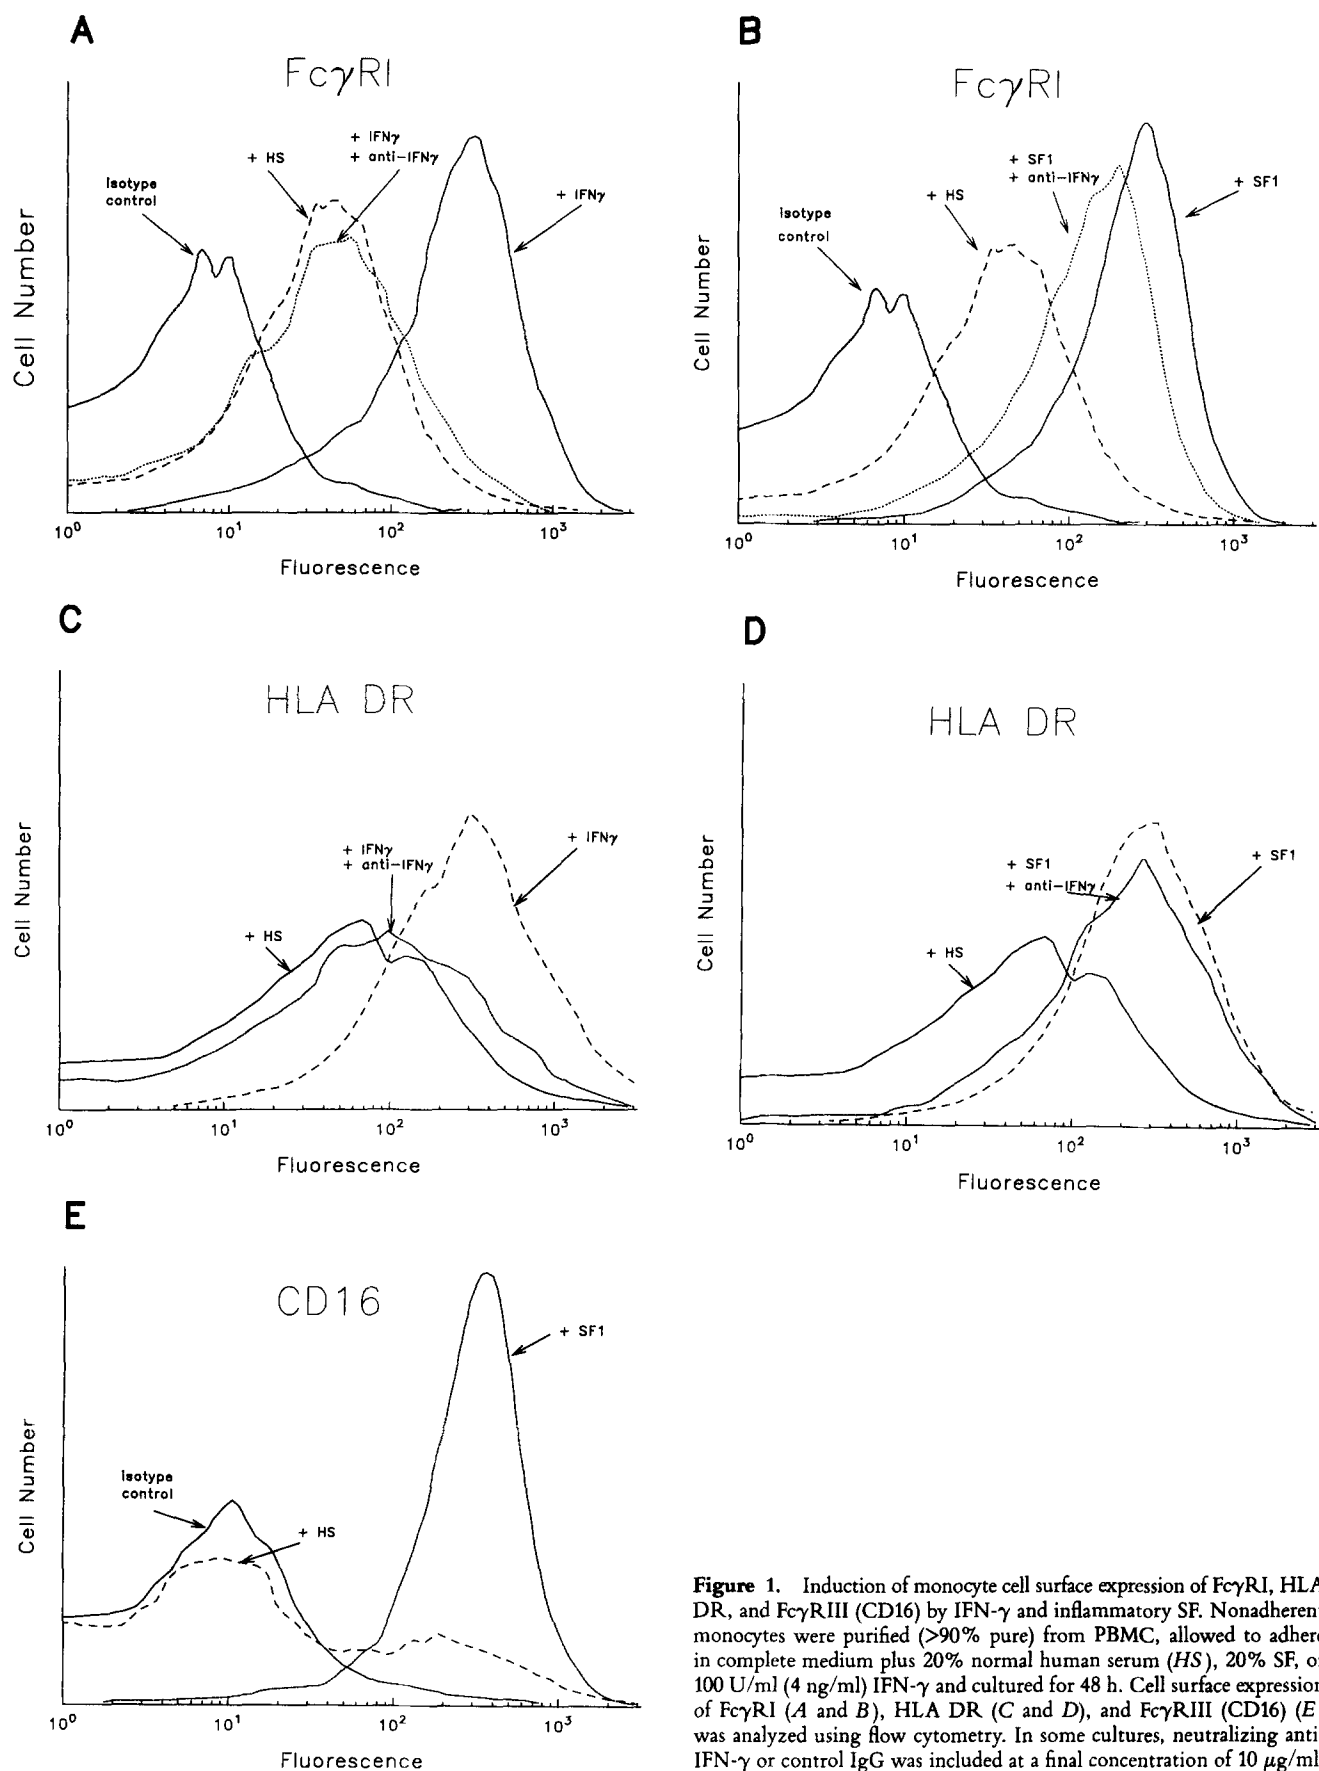 A
FcγRI
+ IFNγ
+ anti-IFNγ
+ HS
Isotype
control
+ IFNγ
Cell Number
10⁰
10¹
10²
10³
Fluorescence
B
FcγRI
+ SF1
+ anti-IFNγ
+ HS
+ SF1
Isotype
control
Cell Number
10⁰
10¹
10²
10³
Fluorescence
C
HLA DR
+ IFNγ
+ anti-IFNγ
+ IFNγ
+ HS
Cell Number
10⁰
10¹
10²
10³
Fluorescence
D
HLA DR
+ SF1
+ anti-IFNγ
+ SF1
+ HS
Cell Number
10⁰
10¹
10²
10³
Fluorescence
E
CD16
+ SF1
Isotype
control
+ HS
Cell Number
10⁰
10¹
10²
10³
Fluorescence
Figure 1. Induction of monocyte cell surface expression of FcγRI, HLA
DR, and FcγRIII (CD16) by IFN-γ and inflammatory SF. Nonadherent
monocytes were purified (>90% pure) from PBMC, allowed to adhere
in complete medium plus 20% normal human serum (HS), 20% SF, or
100 U/ml (4 ng/ml) IFN-γ and cultured for 48 h. Cell surface expression
of FcγRI (A and B), HLA DR (C and D), and FcγRIII (CD16) (E)
was analyzed using flow cytometry. In some cultures, neutralizing anti-
IFN-γ or control IgG was included at a final concentration of 10 μg/ml.